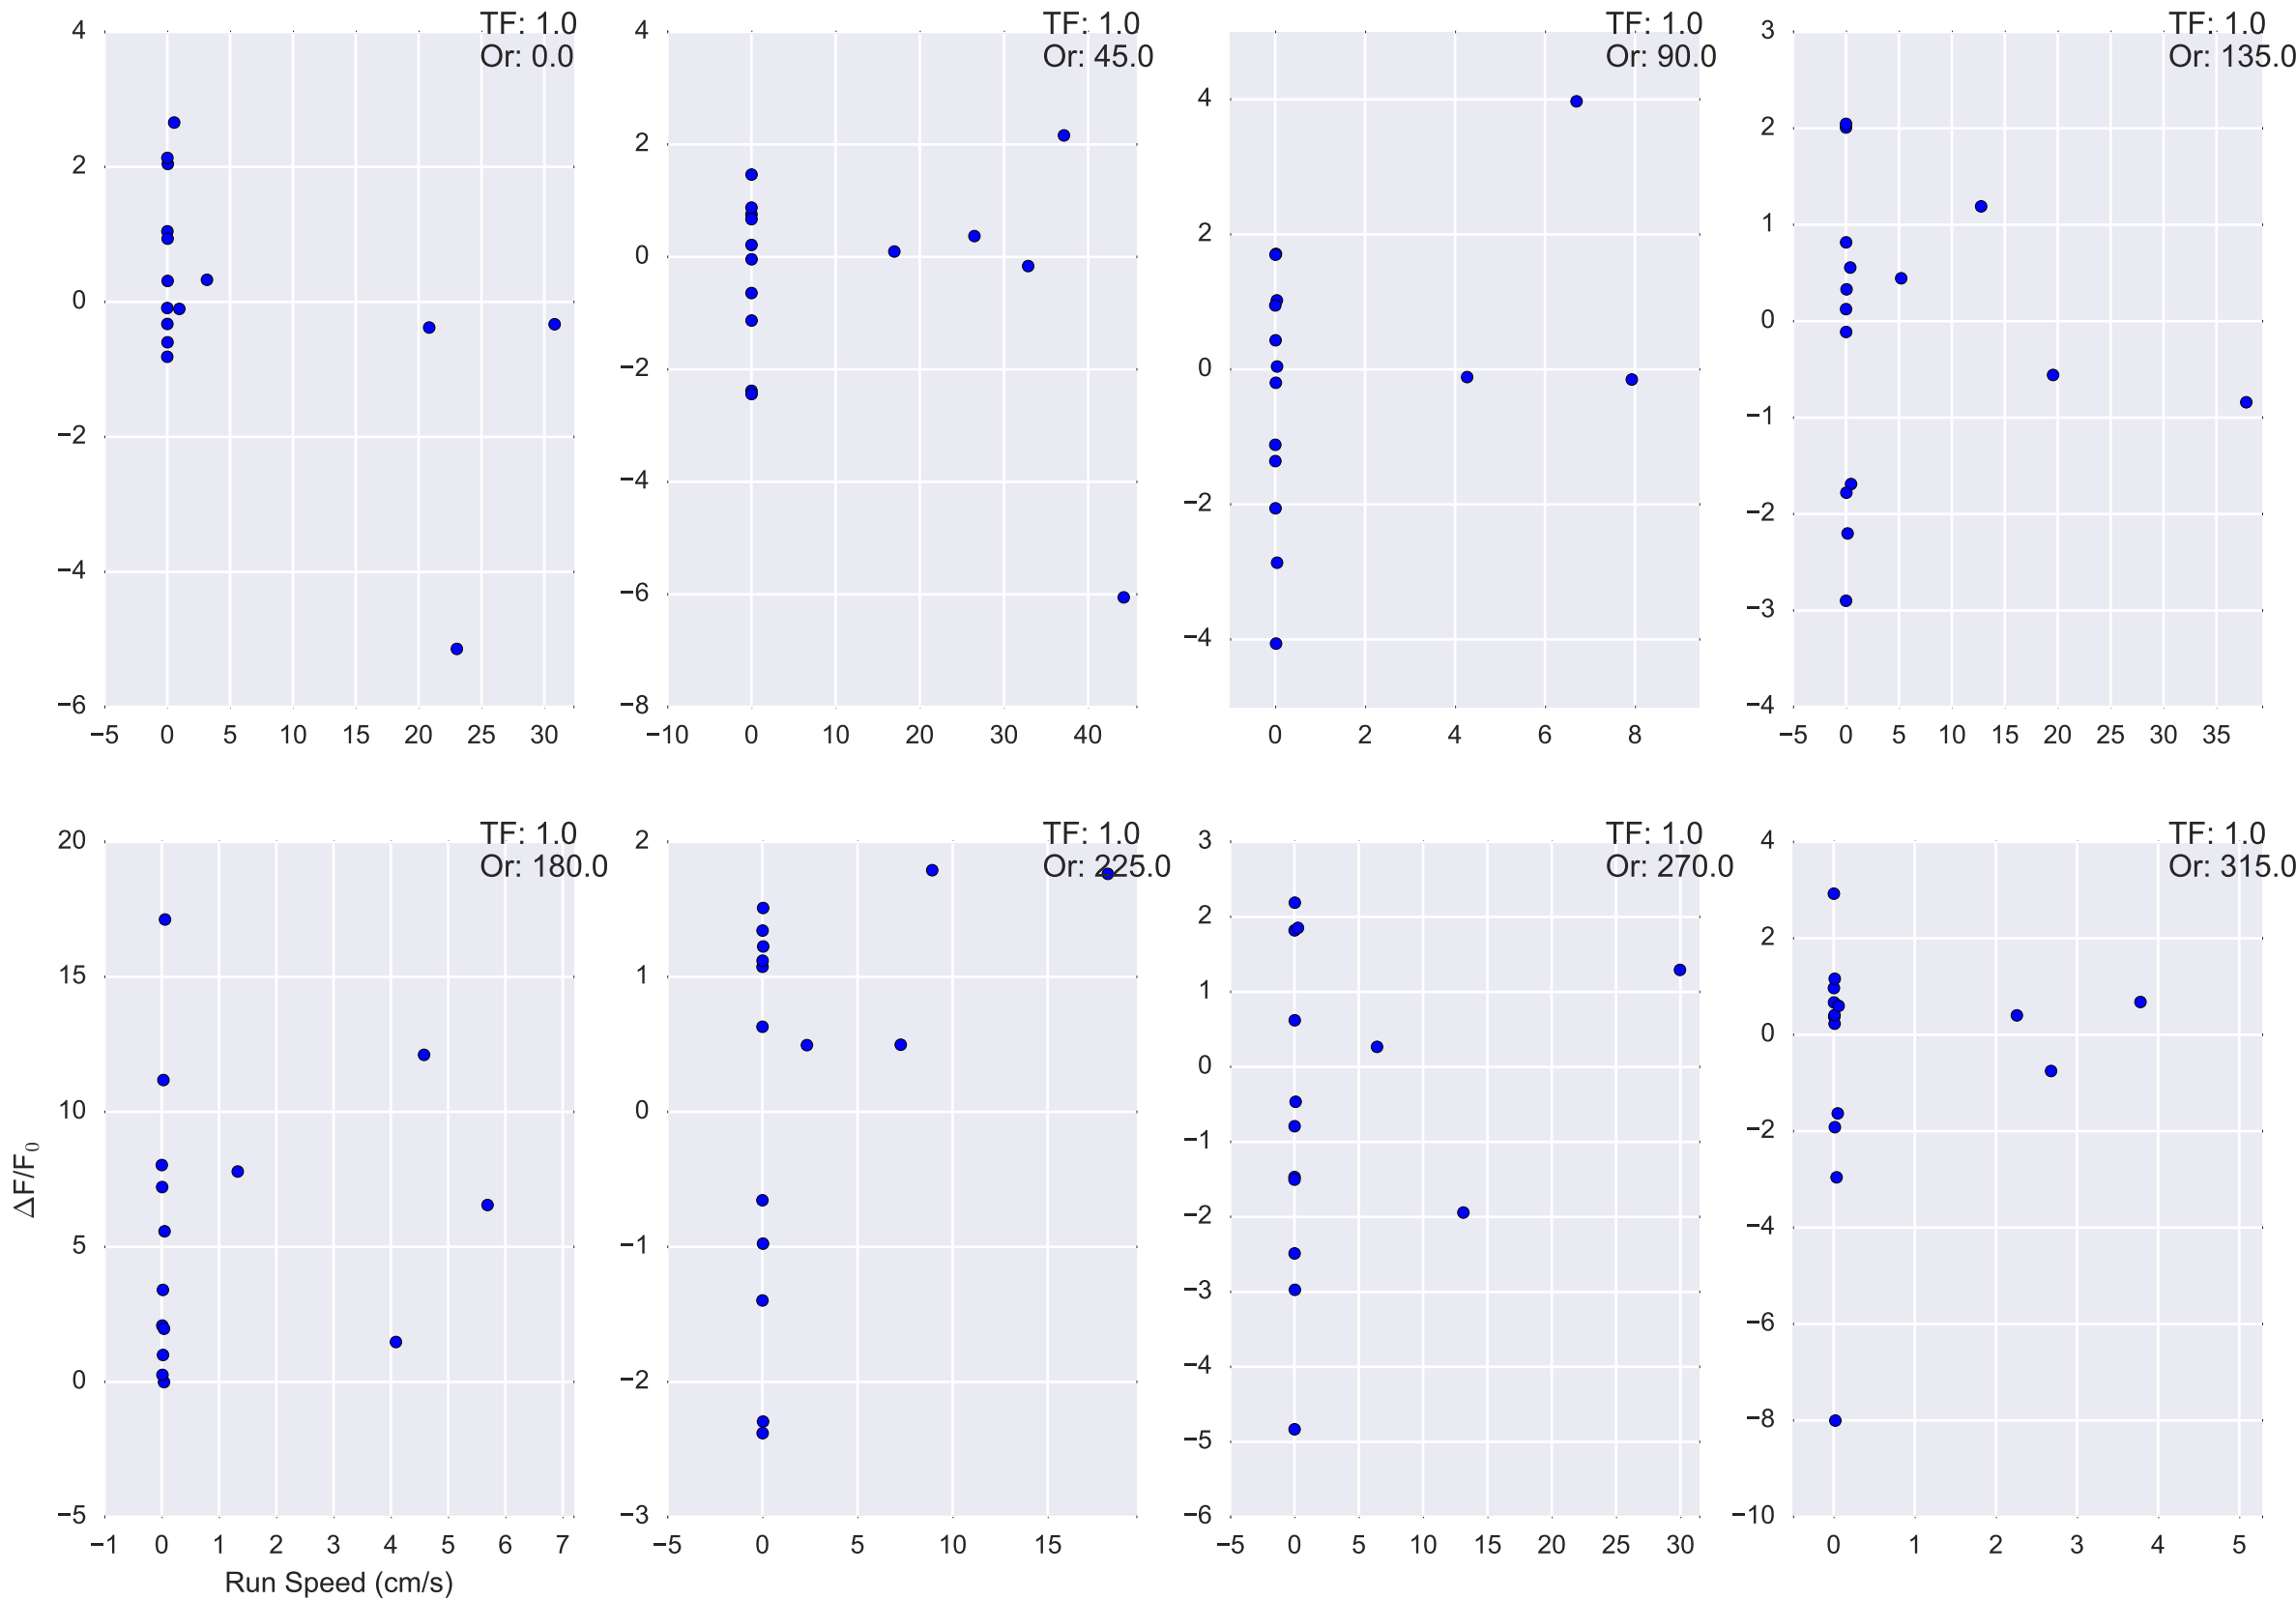 TF: 1.0
Or: 0.0
4
2
0
−2
−4
−6
−5 0 5 10 15 20 25 30
TF: 1.0
Or: 45.0
4
2
0
−2
−4
−6
−8
−10 0 10 20 30 40
TF: 1.0
Or: 90.0
4
2
0
−2
−4
0 2 4 6 8
TF: 1.0
Or: 135.0
3
2
1
0
−1
−2
−3
−4
−5 0 5 10 15 20 25 30 35
TF: 1.0
Or: 180.0
20
15
10
5
0
−5
ΔF/F₀
−1 0 1 2 3 4 5 6 7
Run Speed (cm/s)
TF: 1.0
Or: 225.0
2
1
0
−1
−2
−3
−5 0 5 10 15
TF: 1.0
Or: 270.0
3
2
1
0
−1
−2
−3
−4
−5
−6
−5 0 5 10 15 20 25 30
TF: 1.0
Or: 315.0
4
2
0
−2
−4
−6
−8
−10
0 1 2 3 4 5